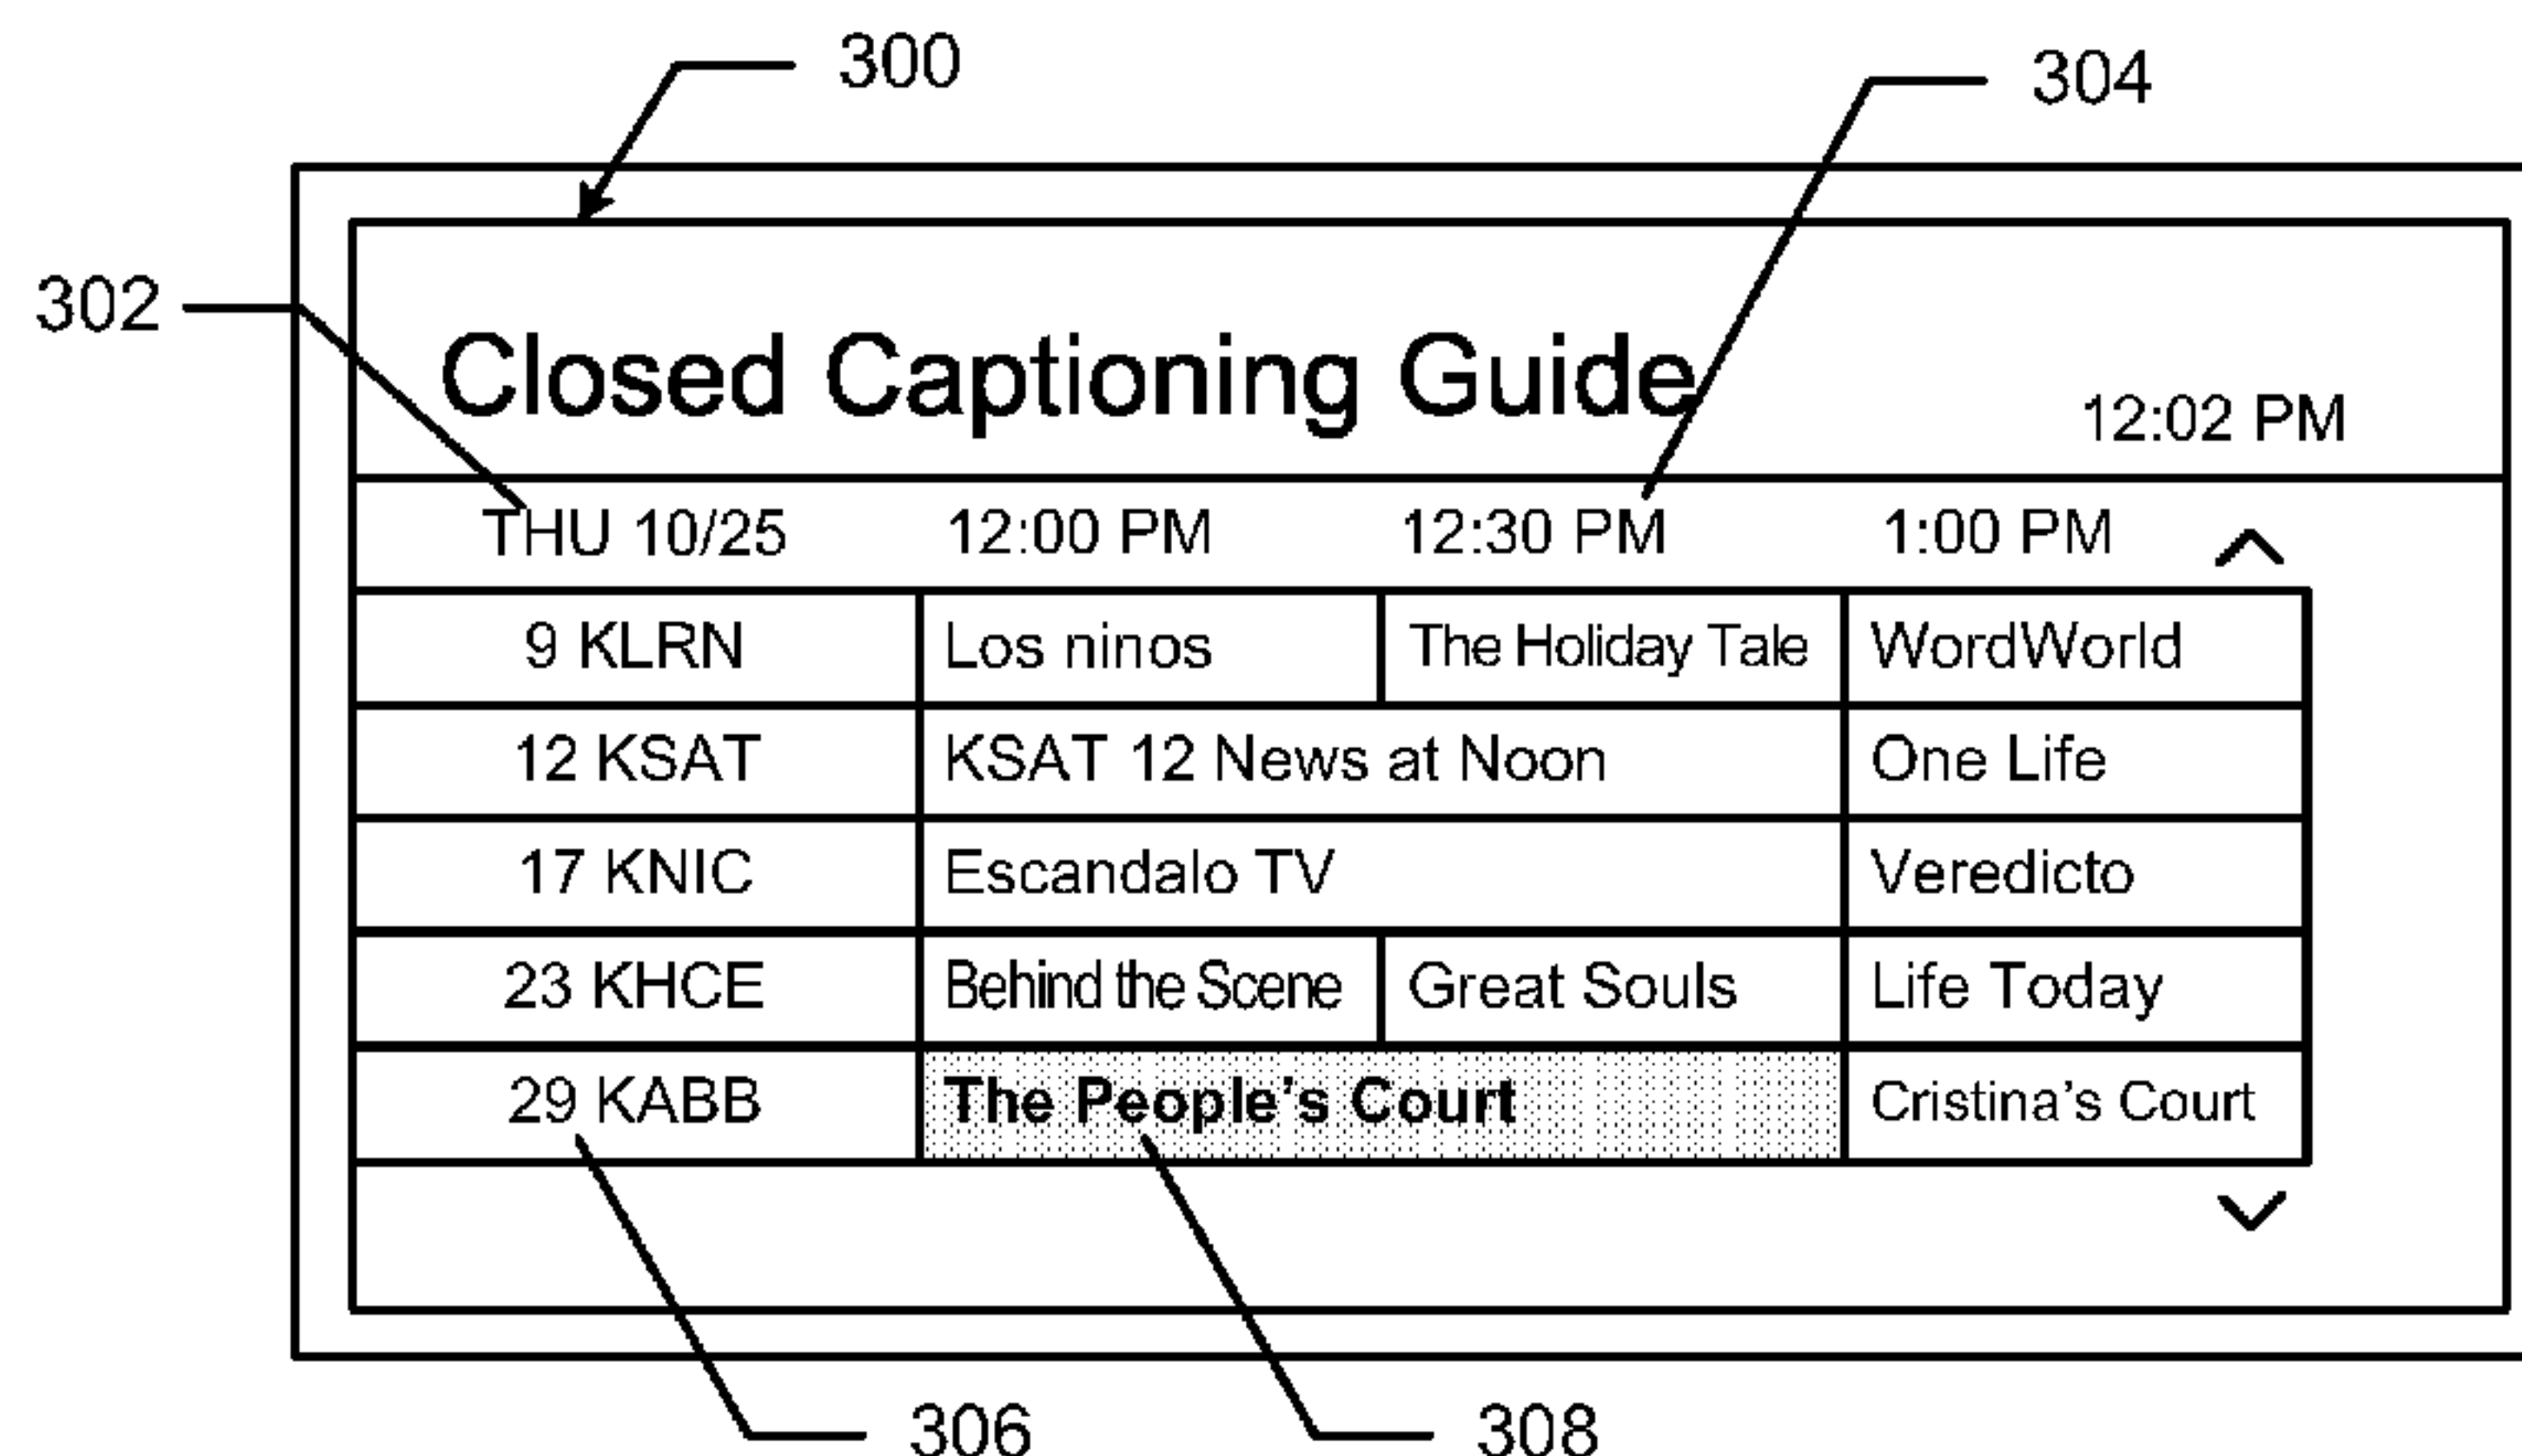 300
304
302
Closed Captioning Guide
12:02 PM
THU 10/25 12:00 PM 12:30 PM 1:00 PM
9 KLRN Los ninos The Holiday Tale WordWorld
12 KSAT KSAT 12 News at Noon One Life
17 KNIC Escandalo TV Veredicto
23 KHCE Behind the Scene Great Souls Life Today
29 KABB The People's Court Cristina's Court
306
308